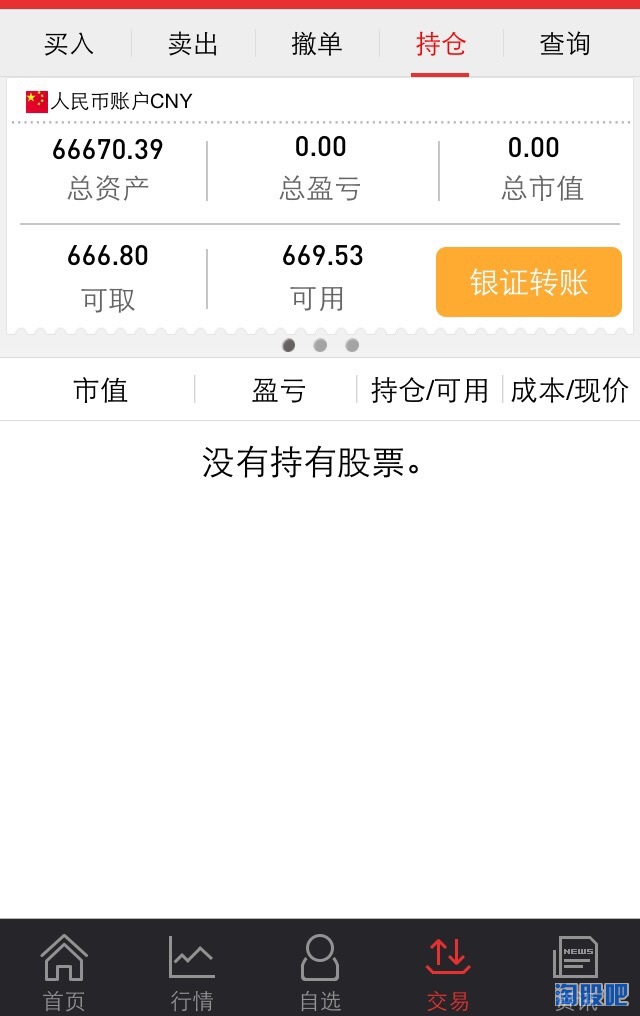 买入 卖出 撤单 持仓 查询
人民币账户CNY
66670.39 0.00 0.00
总资产 总盈亏 总市值
666.80 669.53
可取 可用 银证转账
市值 盈亏 持仓/可用 成本/现价
没有持有股票。
NEWS
首页 行情 自选 交易 资讯
淘股吧